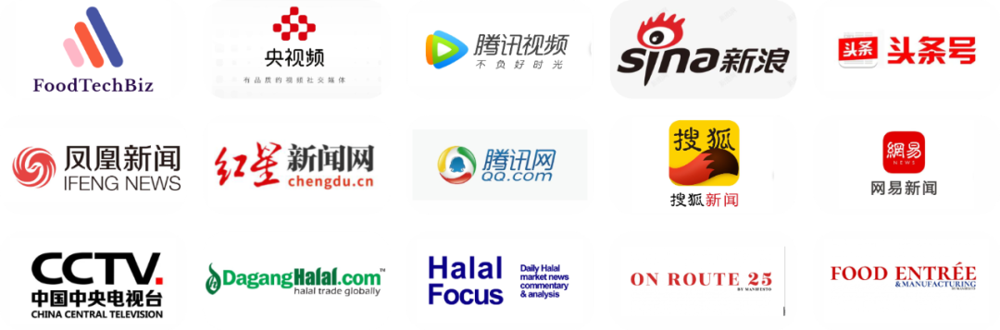 FoodTechBiz
央视频
有品质的视频社交媒体
腾讯视频
不负好时光
sina新浪
头条
头条号
凤凰新闻
IFENG NEWS
红星新闻网
chengdu.cn
腾讯网
QQ.com
搜狐
搜狐新闻
網易
NEWS
网易新闻
CCTV.
中国中央电视台
CHINA CENTRAL TELEVISION
DagangHalal.com™
halal trade globally
Halal
Focus
Daily Halal
market news
commentary
& analysis
ON ROUTE 25
BY MANIFESTO
FOOD ENTRÉE
& MANUFACTURING
BY MANIFESTO